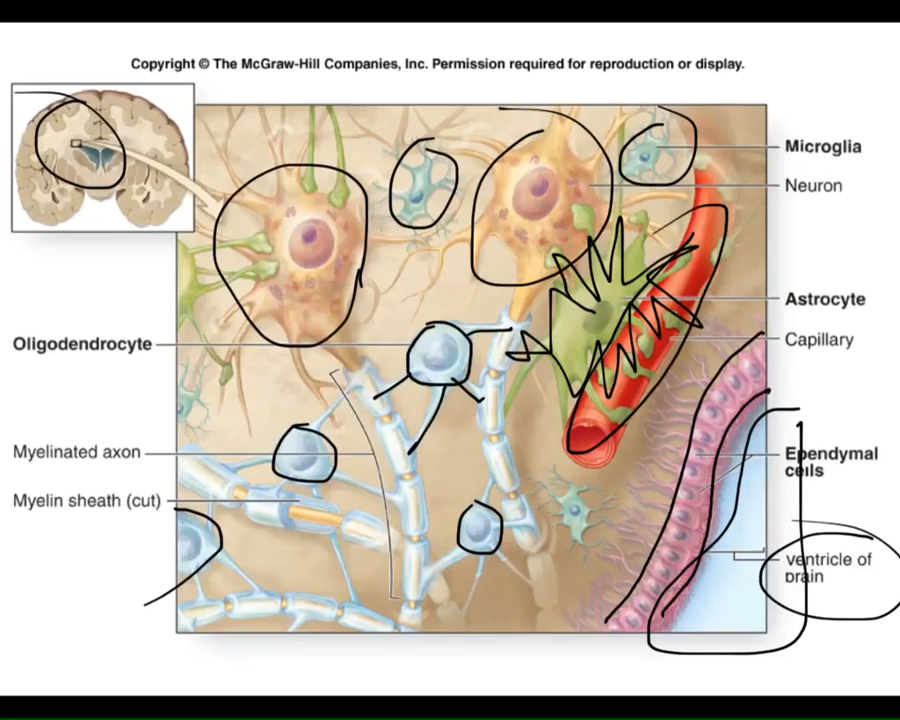 Copyright © The McGraw-Hill Companies, Inc. Permission required for reproduction or display.
Microglia
Neuron
Astrocyte
Oligodendrocyte
Capillary
Myelinated axon
Ependymal
cells
Myelin sheath (cut)
ventricle of
brain